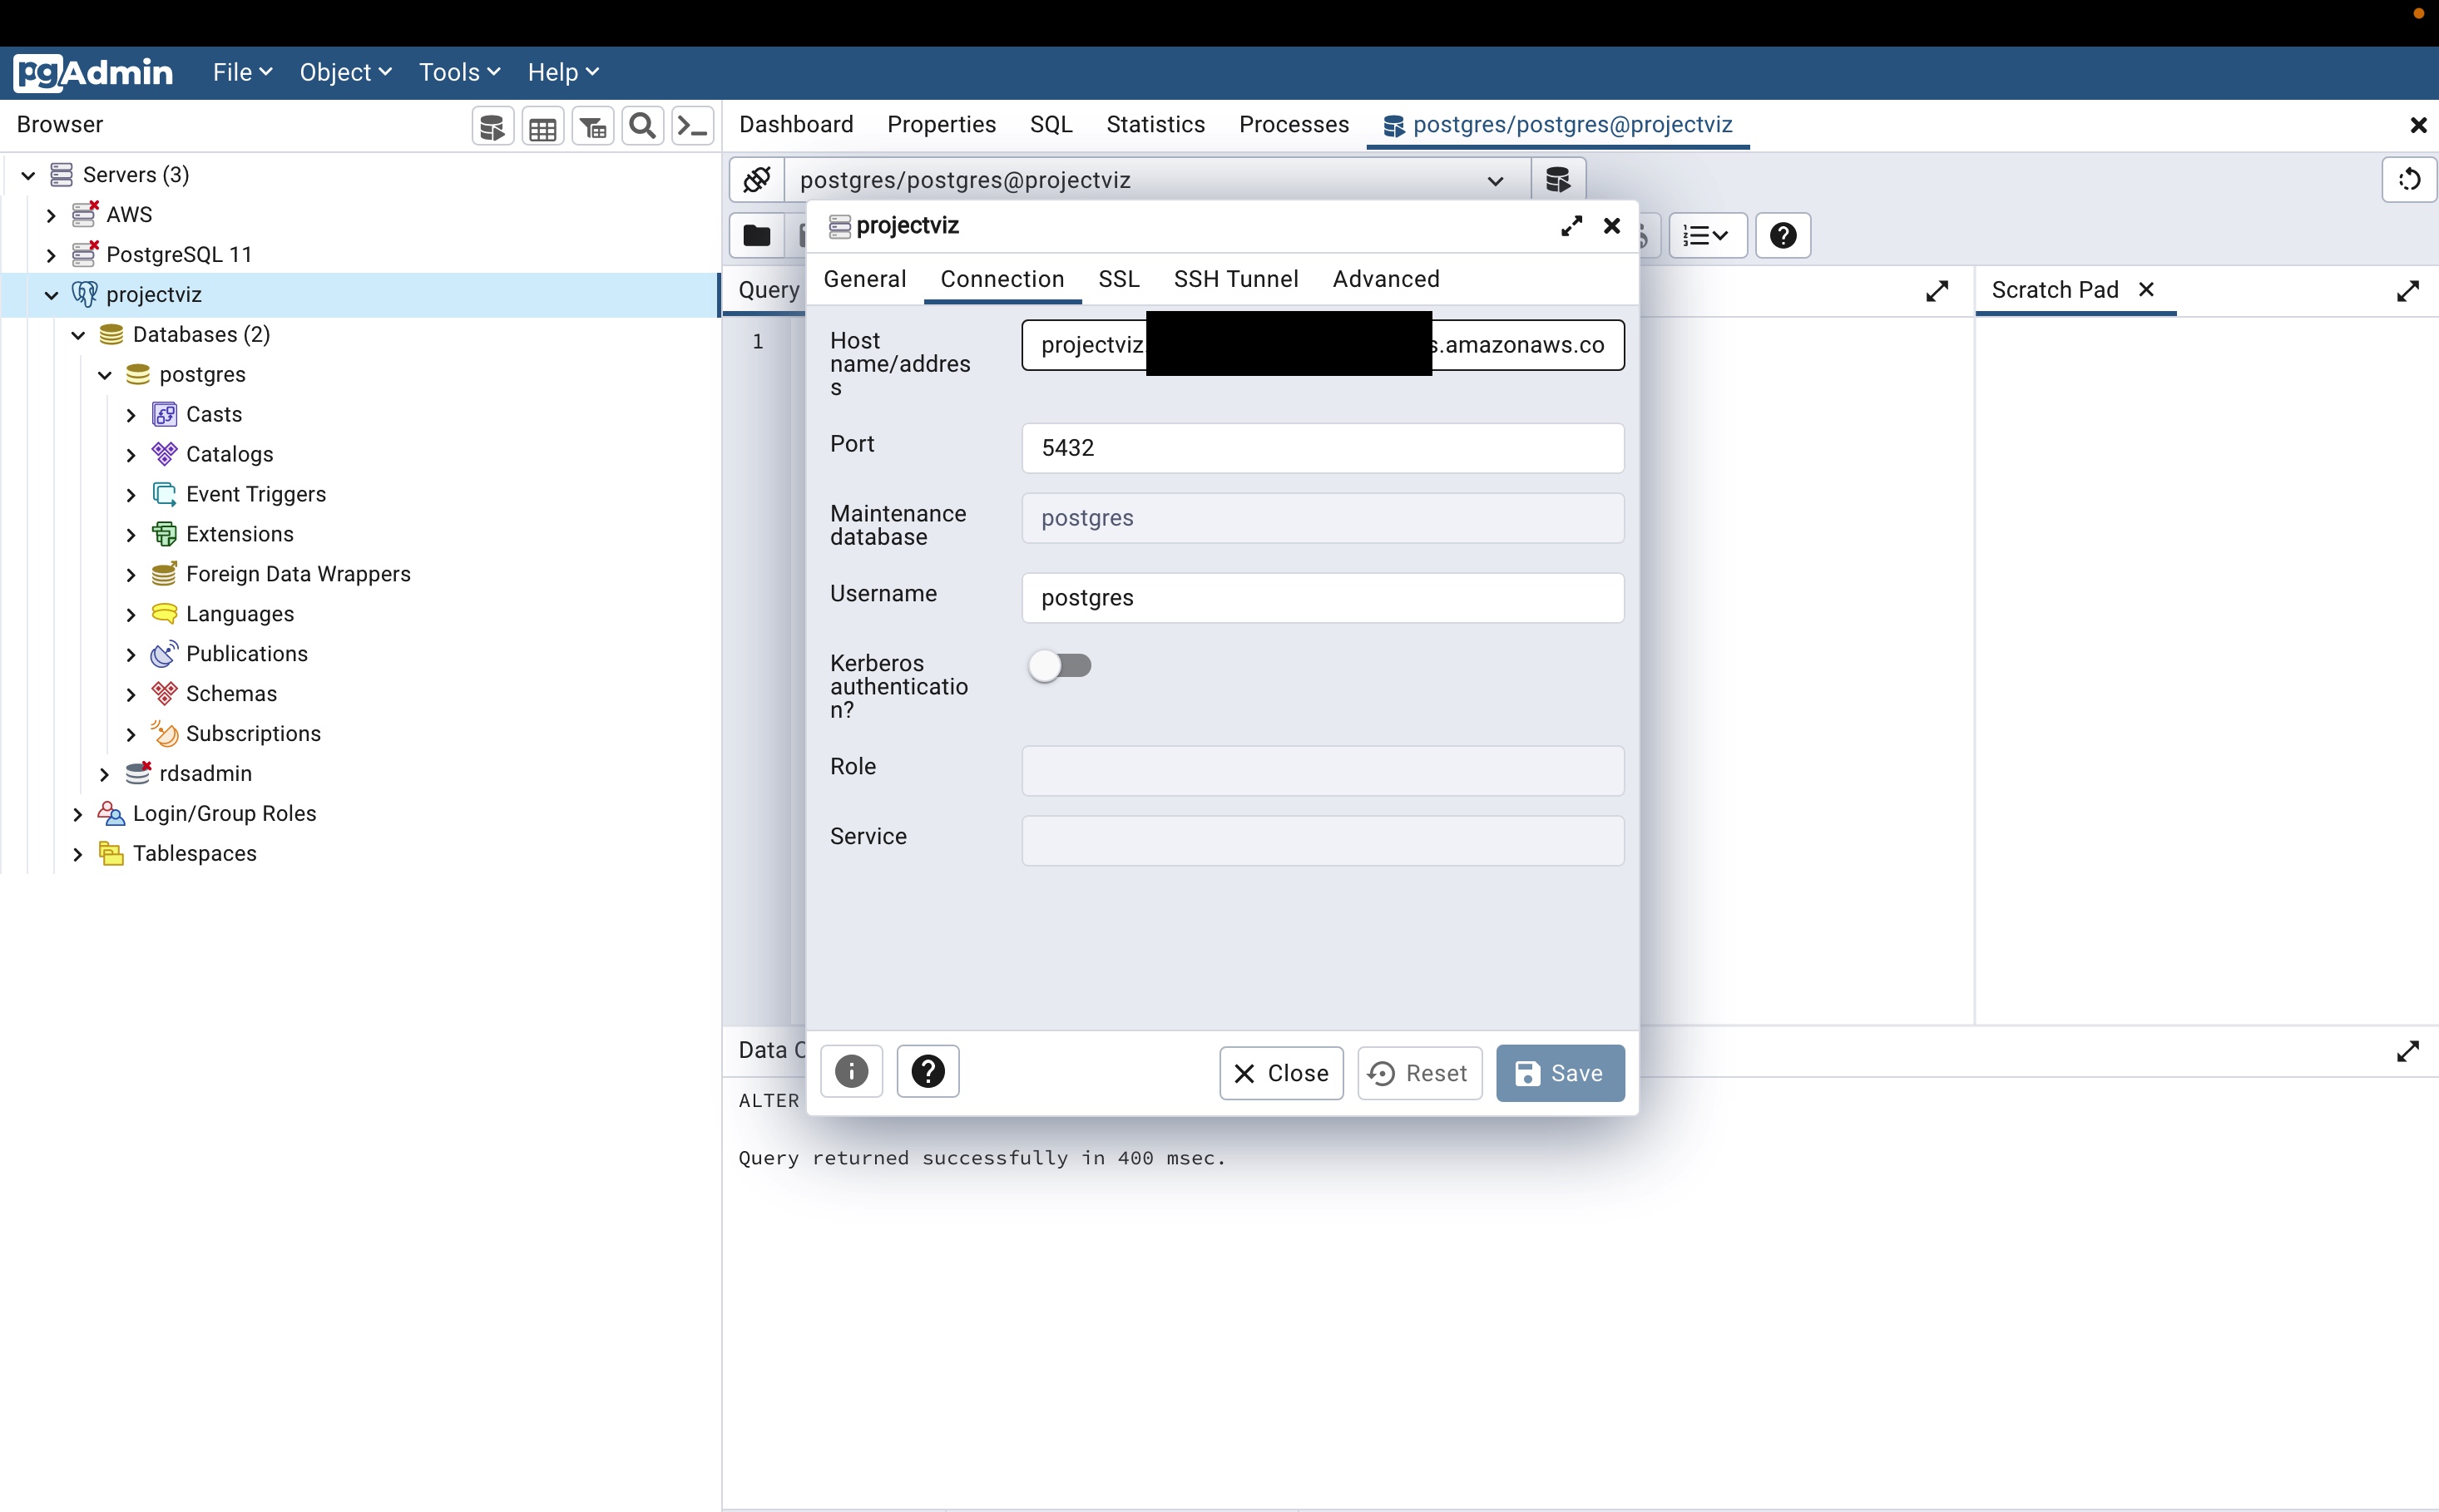 pgAdmin File Object Tools Help
Browser
Dashboard Properties SQL Statistics Processes postgres/postgres@projectviz
Servers (3)
AWS
PostgreSQL 11
projectviz
Databases (2)
postgres
Casts
Catalogs
Event Triggers
Extensions
Foreign Data Wrappers
Languages
Publications
Schemas
Subscriptions
rdsadmin
Login/Group Roles
Tablespaces
postgres/postgres@projectviz
Query
Scratch Pad
1
projectviz
General Connection SSL SSH Tunnel Advanced
Host
name/addres
s
projectviz s.amazonaws.co
Port
5432
Maintenance
database
postgres
Username
postgres
Kerberos
authenticatio
n?
Role
Service
Close Reset Save
Data
ALTER
Query returned successfully in 400 msec.